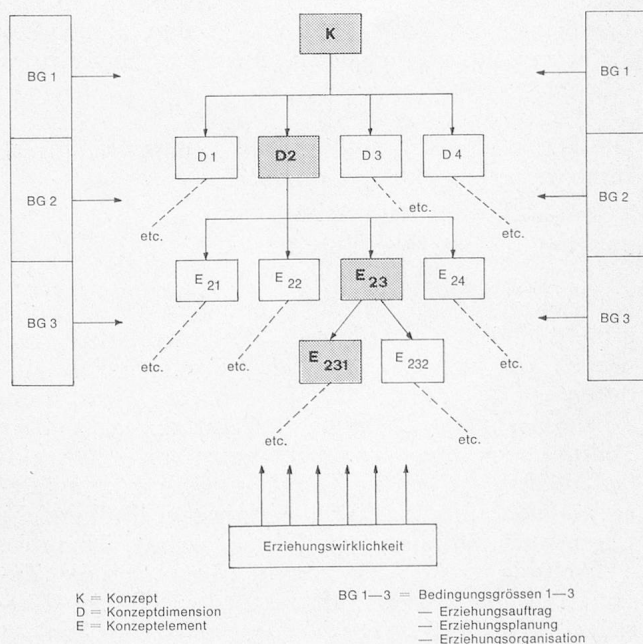 K
BG 1
BG 1
D 1
D2
D 3
D 4
BG 2
BG 2
etc.
etc.
etc.
E 21
E 22
E 23
E 24
BG 3
BG 3
E 231
E 232
etc.
etc.
etc.
etc.
etc.
Erziehungswirklichkeit
K = Konzept
D = Konzeptdimension
E = Konzeptelement
BG 1—3 = Bedingungsgrössen 1—3
— Erziehungsauftrag
— Erziehungsplanung
— Erziehungsorganisation